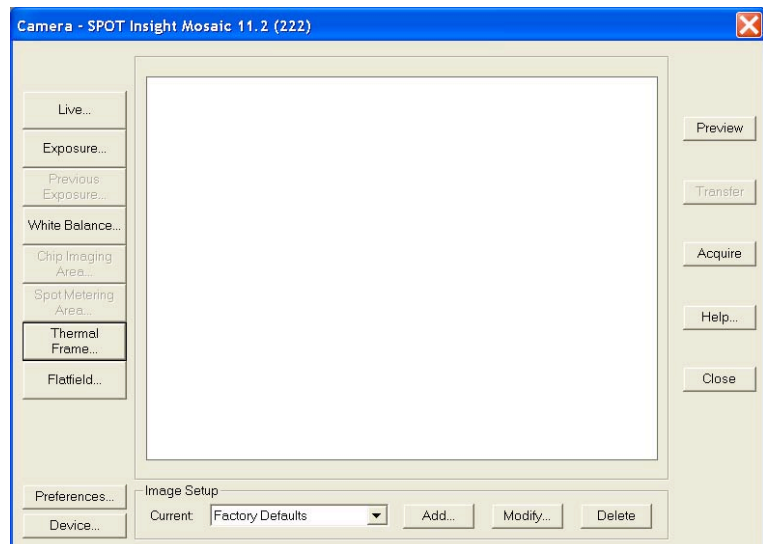 Camera - SPOT Insight Mosaic 11.2 (222)
Live...
Exposure...
Previous
Exposure...
White Balance...
Chip Imaging
Area...
Spot Metering
Area...
Thermal
Frame...
Flatfield...
Preferences...
Device...
Preview
Transfer
Acquire
Help...
Close
Image Setup
Current: Factory Defaults Add... Modify... Delete